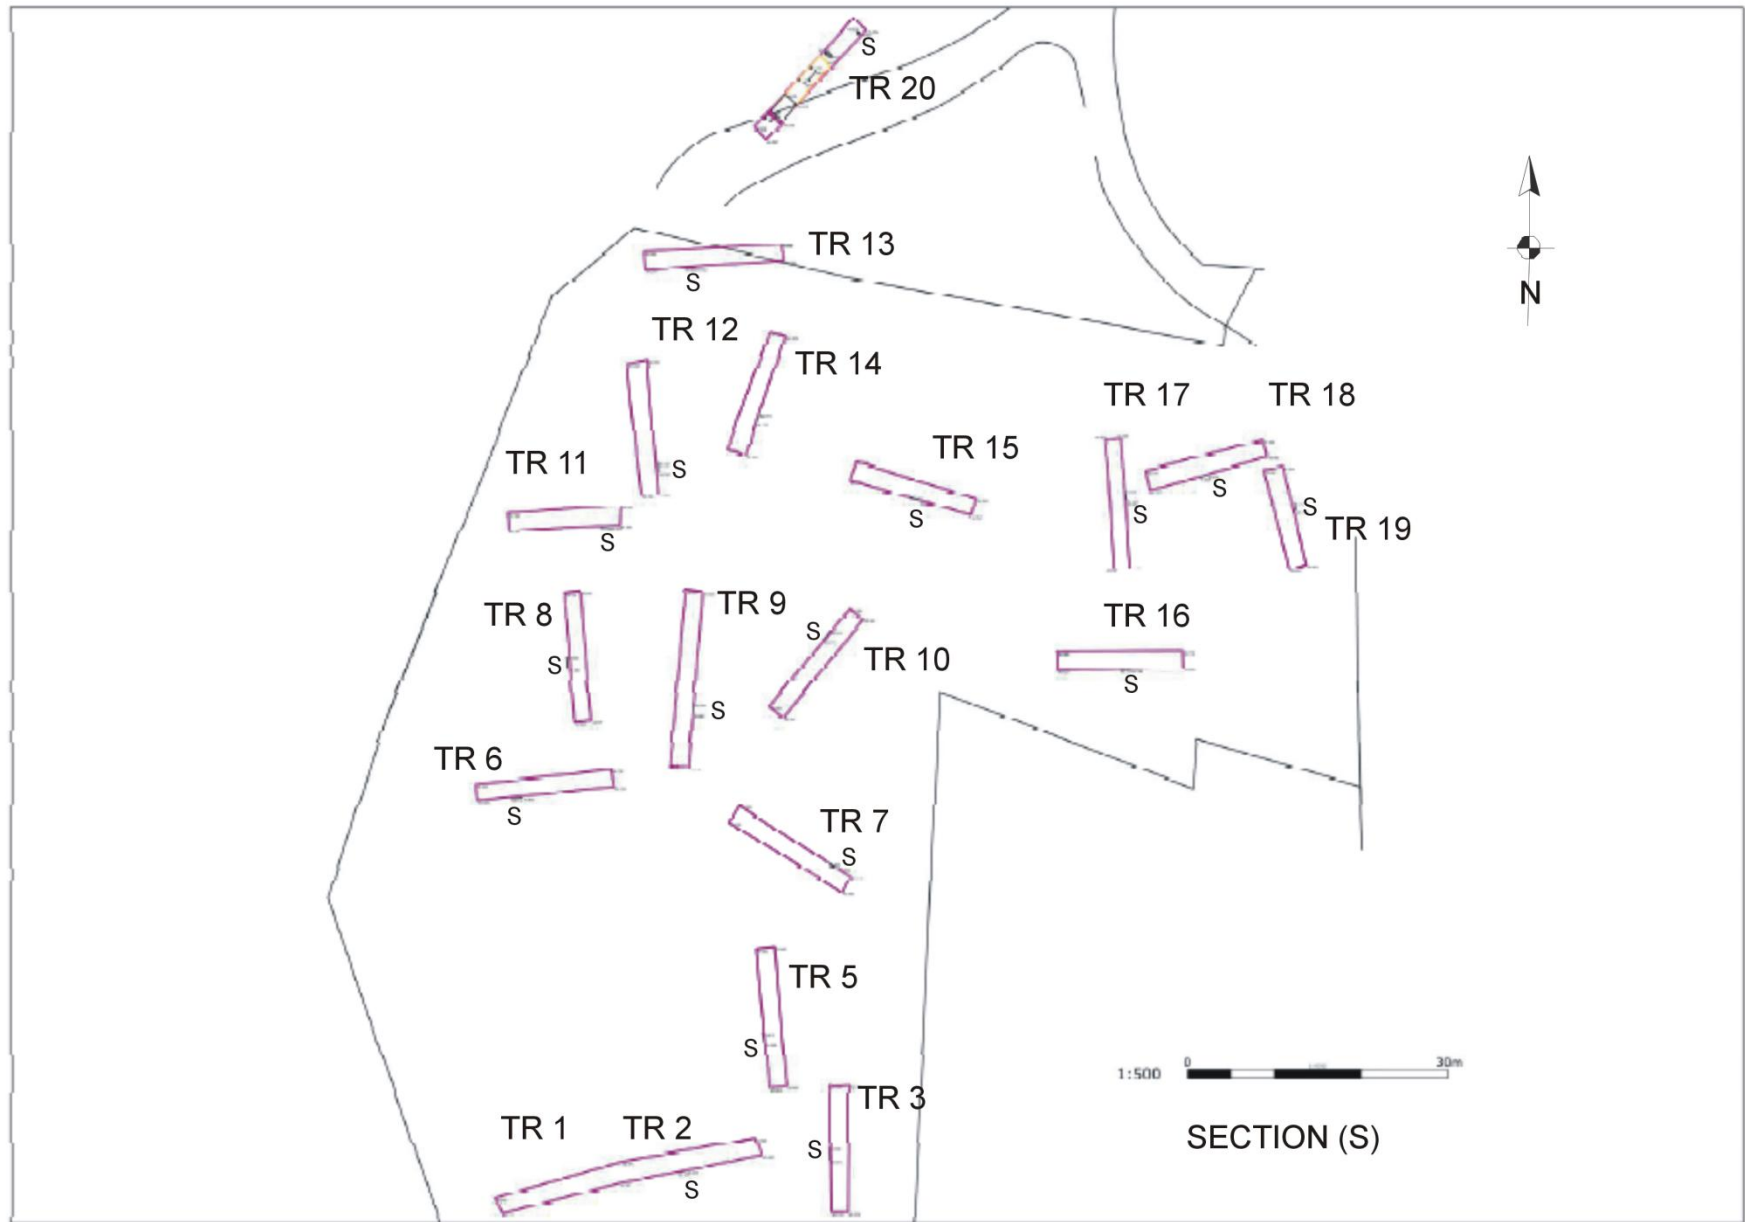 S
TR 20
TR 13
S
N
TR 12
TR 14
TR 17
TR 18
TR 15
TR 11
S
S
S
S
S
TR 19
S
TR 8
TR 9
S
TR 16
TR 10
S
S
S
TR 6
S
TR 7
S
TR 5
S
1:500
0
30m
TR 3
TR 1
TR 2
S
S
SECTION (S)